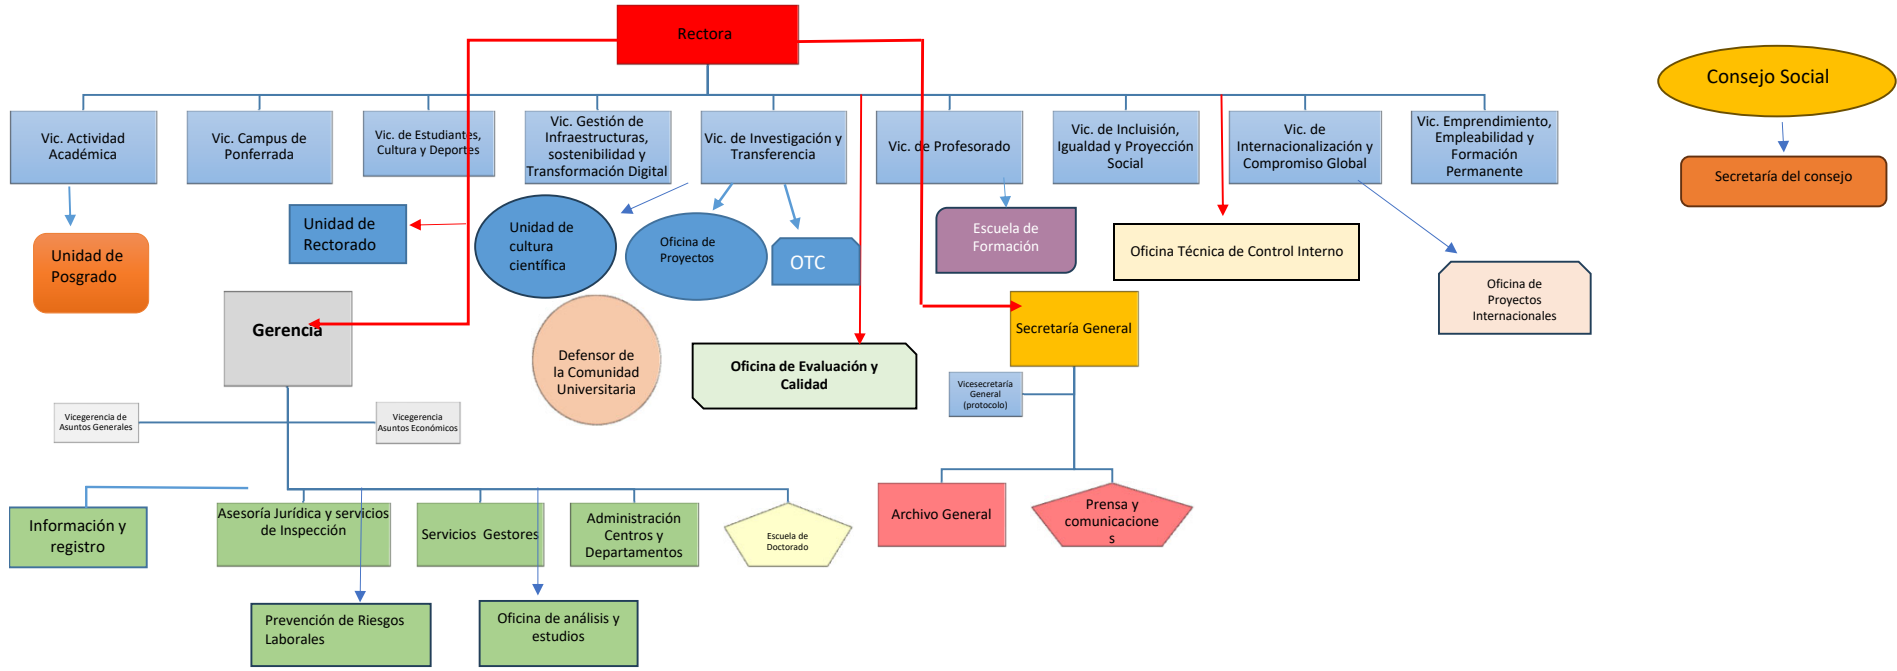 Rectora
Consejo Social
Vic. Actividad
Académica
Vic. Campus de
Ponferrada
Vic. de Estudiantes,
Cultura y Deportes
Vic. Gestión de
Infraestructuras,
sostenibilidad y
Transformación Digital
Vic. de Investigación y
Transferencia
Vic. de Profesorado
Vic. de Incluisión,
Igualdad y Proyección
Social
Vic. de
Internacionalización y
Compromiso Global
Vic. Emprendimiento,
Empleabilidad y
Formación
Permanente
Secretaría del consejo
Unidad de
Posgrado
Unidad de
Rectorado
Unidad de
cultura
científica
Oficina de
Proyectos
OTC
Escuela de
Formación
Oficina Técnica de Control Interno
Oficina de
Proyectos
Internacionales
Gerencia
Defensor de
la Comunidad
Universitaria
Oficina de Evaluación y
Calidad
Secretaría General
Vicegerencia de
Asuntos Generales
Vicegerencia
Asuntos Económicos
Vicesecretaría
General
(protocolo)
Información y
registro
Asesoría Jurídica y servicios
de Inspección
Servicios Gestores
Administración
Centros y
Departamentos
Escuela de
Doctorado
Archivo General
Prensa y
comunicacione
s
Prevención de Riesgos
Laborales
Oficina de análisis y
estudios